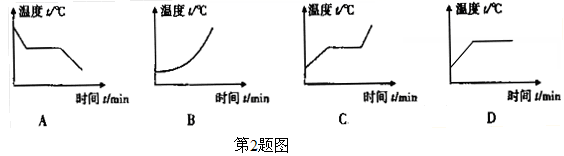 温度 t/℃ 温度 t/℃ 温度 t/℃ 温度 t/℃
时间 t/min 时间 t/min 时间 t/min 时间 t/min
A B C D
第2题图